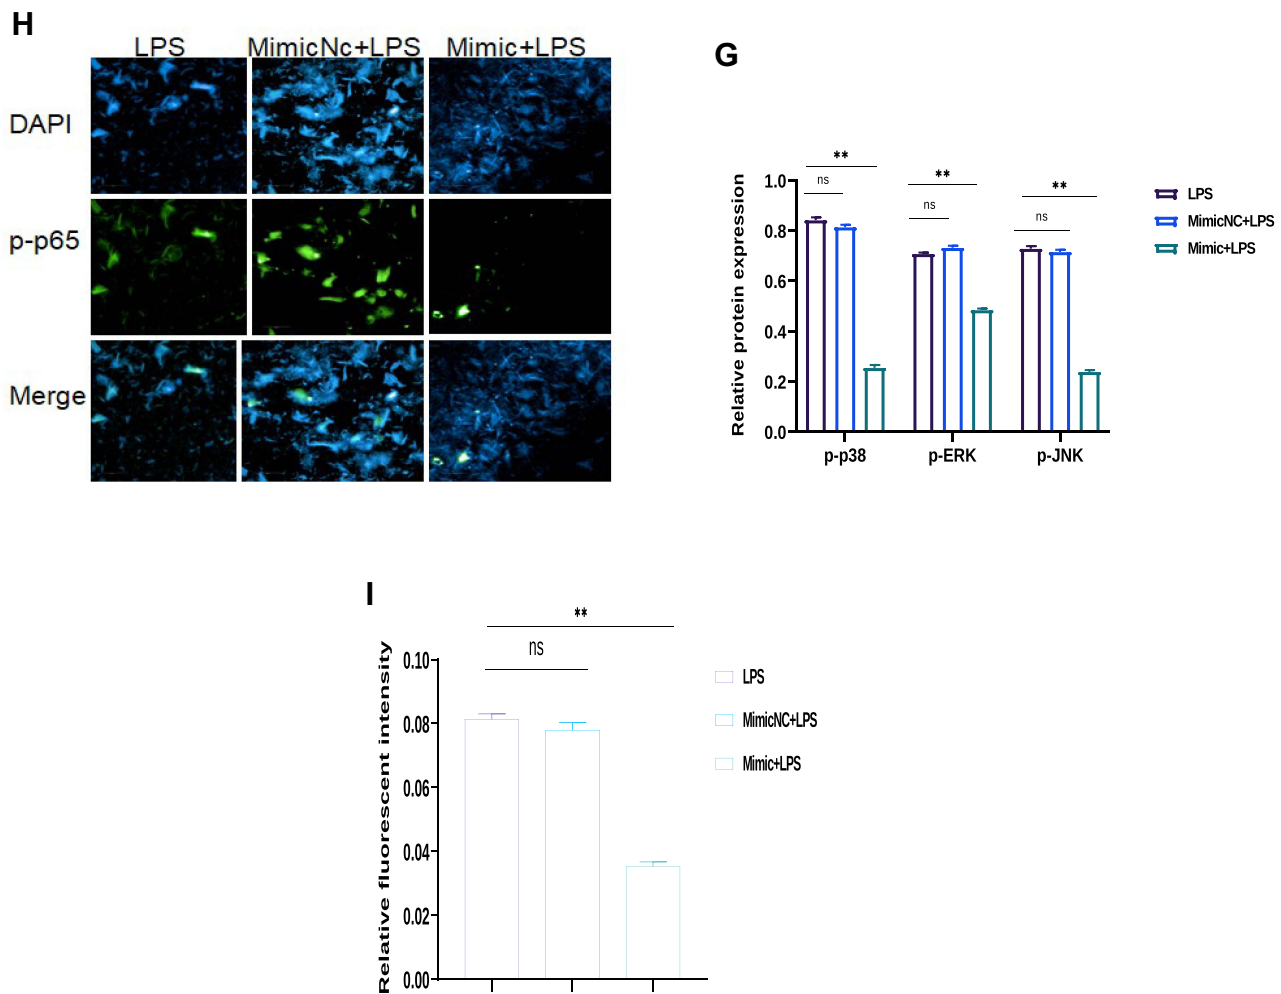 H
LPS MimicNc+LPS Mimic+LPS
DAPI
p-p65
Merge
G
Relative protein expression
1.0
0.8
0.6
0.4
0.2
0.0
**
ns
**
ns
**
ns
p-p38 p-ERK p-JNK
LPS
MimicNC+LPS
Mimic+LPS
I
Relative fluorescent intensity
0.10
0.08
0.06
0.04
0.02
0.00
**
ns
LPS
MimicNC+LPS
Mimic+LPS